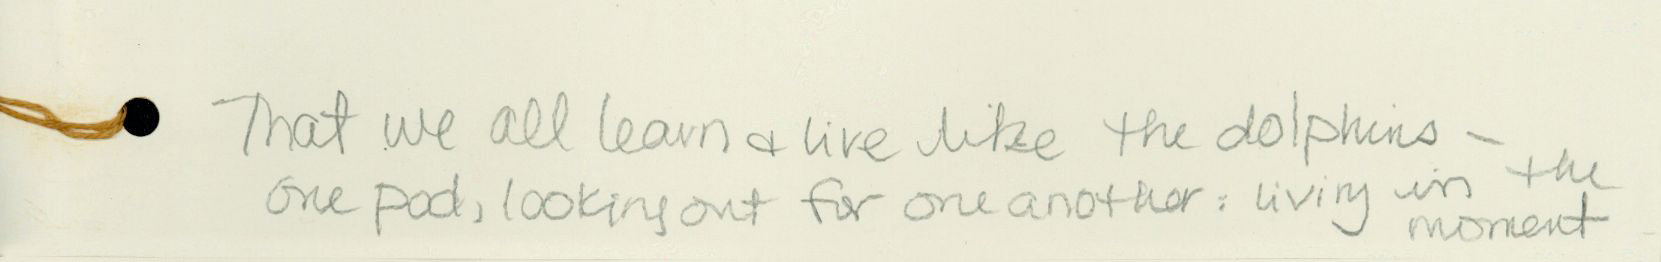 That we all learn & live like the dolphins -
one pod, looking out for one another: living in the
moment